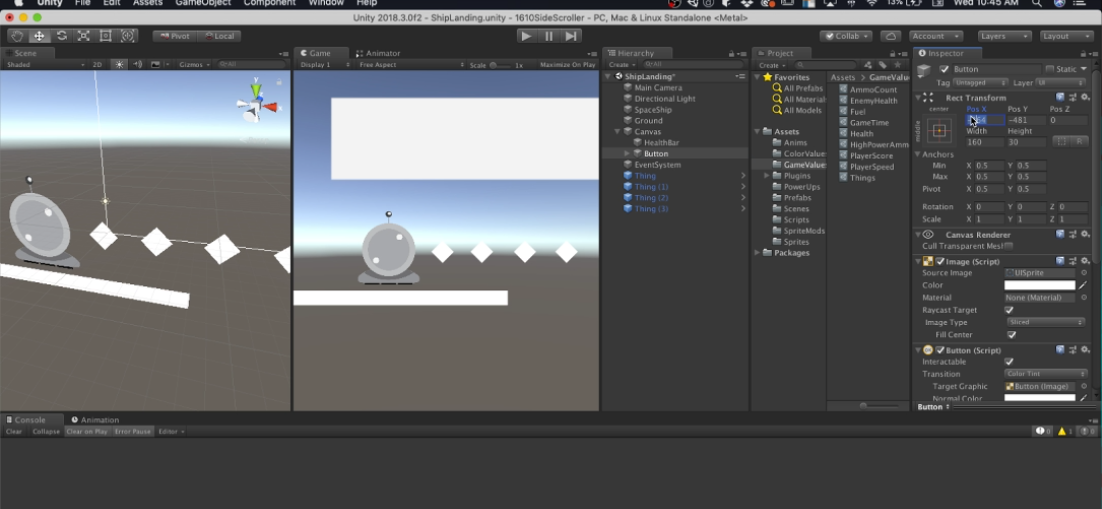 Unity File Edit Assets GameObject Component Window Help 13% Wed 10:45 AM
Unity 2018.3.0f2 - ShipLanding.unity - 1610SideScroller - PC, Mac & Linux Standalone <Metal>
Pivot Local Collab Account Layers Layout
Scene
Shaded 2D Gizmos All
Game Animator
Display 1 Free Aspect Scale 1x Maximize On Play
Hierarchy
Create All
ShipLanding*
Main Camera
Directional Light
SpaceShip
Ground
Canvas
HealthBar
Button
EventSystem
Thing
Thing (1)
Thing (2)
Thing (3)
Project
Create
Favorites
All Prefabs
All Material
All Models
Assets
Anims
ColorValue
GameValue
Plugins
PowerUps
Prefabs
Scenes
Scripts
SpriteMods
Sprites
Packages
Assets GameValu
AmmoCount
EnemyHealth
Fuel
GameTime
Health
HighPowerAmm
PlayerScore
PlayerSpeed
Things
Inspector
Button Static
Tag Untagged Layer UI
Rect Transform
center Pos X Pos Y Pos Z
middle -481 0
Width Height
160 30
R
Anchors
Min X 0.5 Y 0.5
Max X 0.5 Y 0.5
Pivot X 0.5 Y 0.5
Rotation X 0 Y 0 Z 0
Scale X 1 Y 1 Z 1
Canvas Renderer
Cull Transparent Mesh
Image (Script)
Source Image UISprite
Color
Material None (Material)
Raycast Target
Image Type Sliced
Fill Center
Button (Script)
Interactable
Transition Color Tint
Target Graphic Button (Image)
Normal Color
Button
Console Animation
Clear Collapse Clear on Play Error Pause Editor 0 1 0